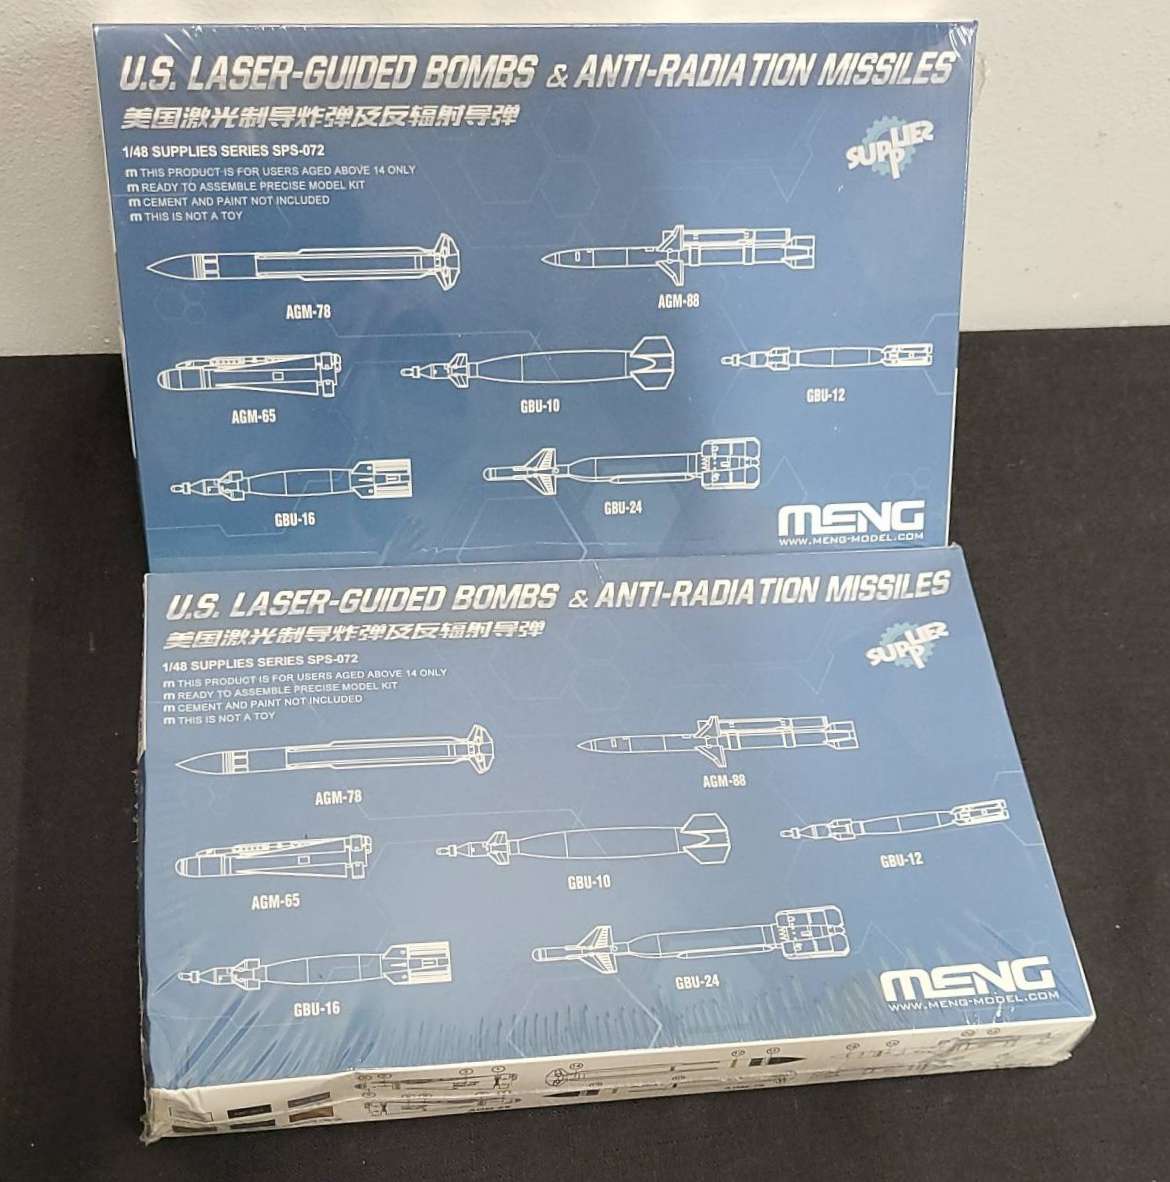 U.S. LASER-GUIDED BOMBS & ANTI-RADIATION MISSILES
美国激光制导炸弹及反辐射导弹
1/48 SUPPLIES SERIES SPS-072
m THIS PRODUCT IS FOR USERS AGED ABOVE 14 ONLY
m READY TO ASSEMBLE PRECISE MODEL KIT
m CEMENT AND PAINT NOT INCLUDED
m THIS IS NOT A TOY
SUPPLIER
AGM-78
AGM-88
AGM-65
GBU-10
GBU-12
GBU-16
GBU-24
MENG
WWW.MENG-MODEL.COM
U.S. LASER-GUIDED BOMBS & ANTI-RADIATION MISSILES
美国激光制导炸弹及反辐射导弹
1/48 SUPPLIES SERIES SPS-072
m THIS PRODUCT IS FOR USERS AGED ABOVE 14 ONLY
m READY TO ASSEMBLE PRECISE MODEL KIT
m CEMENT AND PAINT NOT INCLUDED
m THIS IS NOT A TOY
SUPPLIER
AGM-78
AGM-88
AGM-65
GBU-10
GBU-12
GBU-16
GBU-24
MENG
WWW.MENG-MODEL.COM